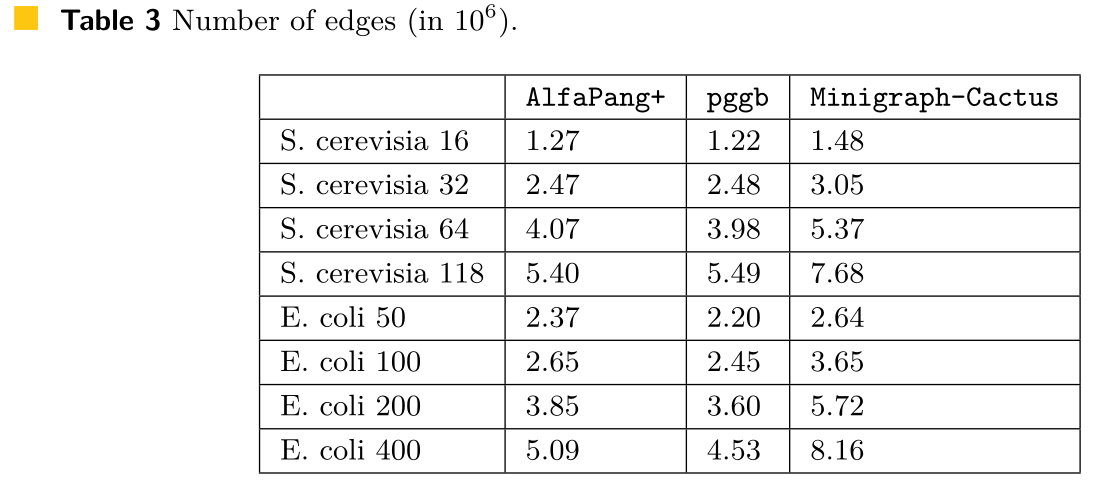 Table 3 Number of edges (in 10⁶).
AlfaPang+ pggb Minigraph-Cactus
S. cerevisia 16 1.27 1.22 1.48
S. cerevisia 32 2.47 2.48 3.05
S. cerevisia 64 4.07 3.98 5.37
S. cerevisia 118 5.40 5.49 7.68
E. coli 50 2.37 2.20 2.64
E. coli 100 2.65 2.45 3.65
E. coli 200 3.85 3.60 5.72
E. coli 400 5.09 4.53 8.16